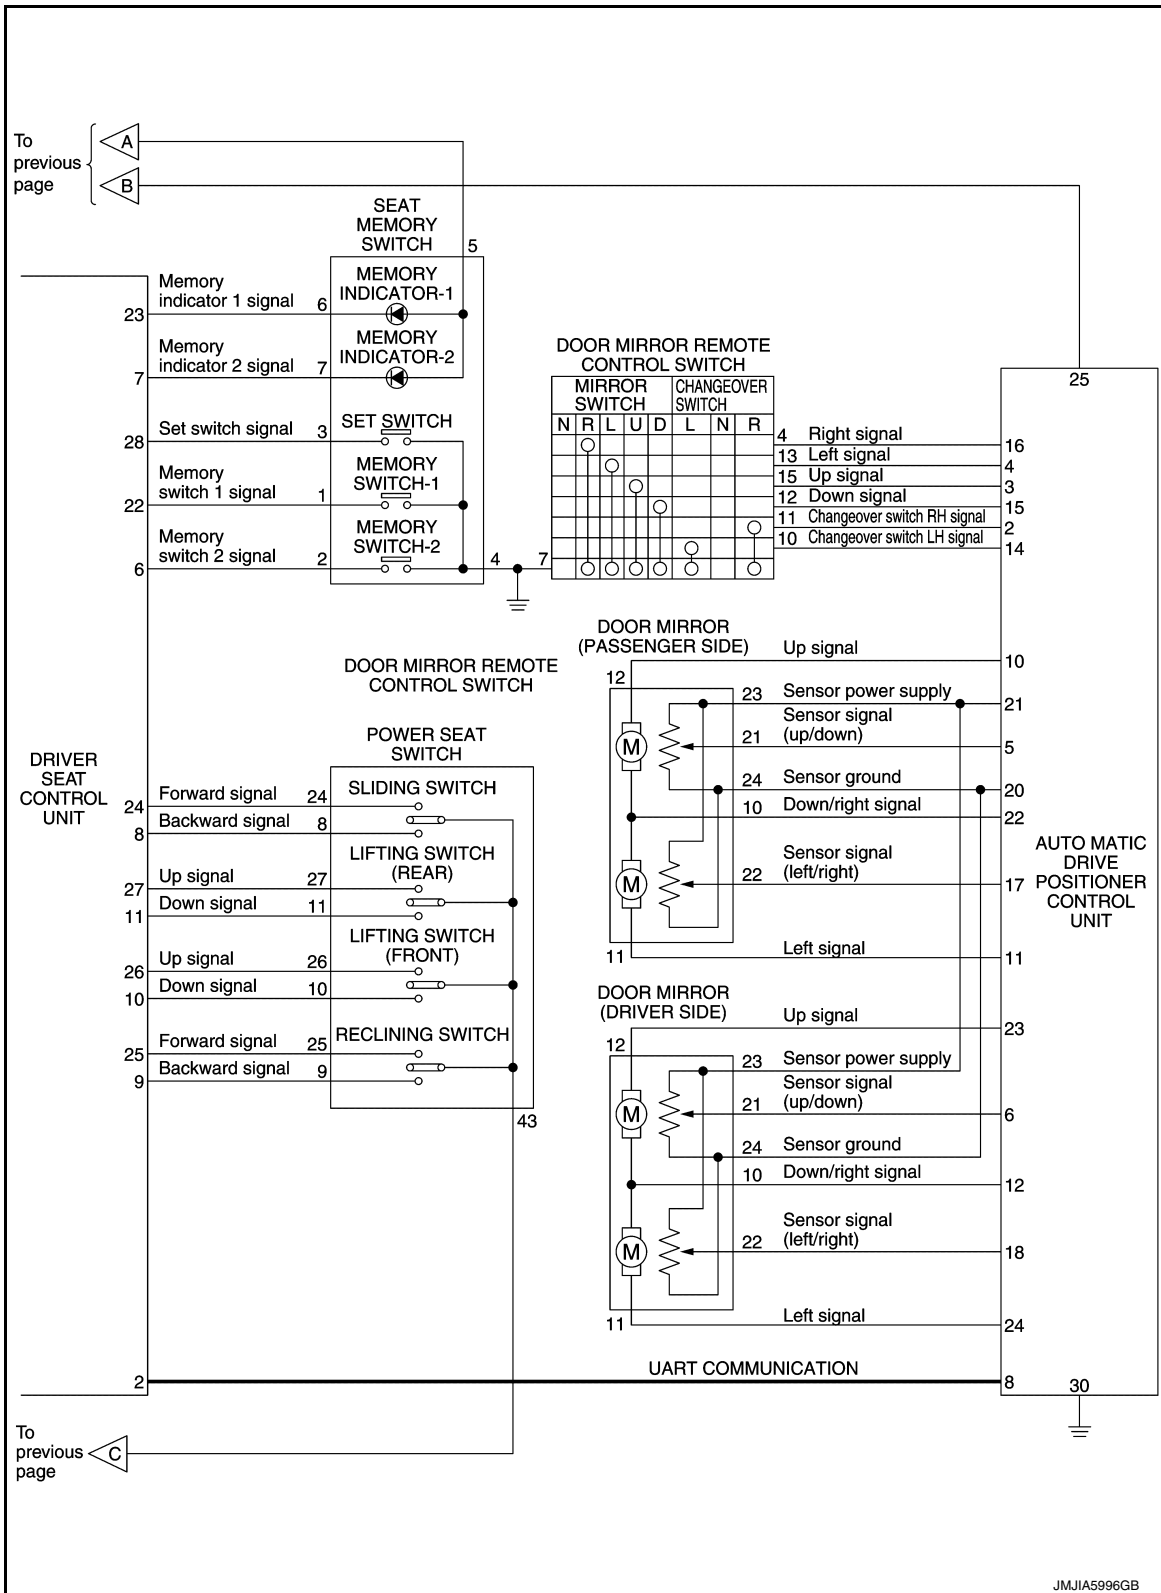 To
previous
page
A
B
SEAT
MEMORY
SWITCH
5
MEMORY
INDICATOR-1
Memory
indicator 1 signal
23
6
MEMORY
INDICATOR-2
Memory
indicator 2 signal
7
7
SET SWITCH
Set switch signal
28
3
MEMORY
SWITCH-1
Memory
switch 1 signal
22
1
MEMORY
SWITCH-2
Memory
switch 2 signal
6
2
4
7
DOOR MIRROR REMOTE
CONTROL SWITCH
MIRROR
SWITCH
CHANGEOVER
SWITCH
N R L U D L N R
4 Right signal 16
13 Left signal 4
15 Up signal 3
12 Down signal 15
11 Changeover switch RH signal 2
10 Changeover switch LH signal 14
25
DOOR MIRROR
(PASSENGER SIDE)
Up signal
12
10
23 Sensor power supply 21
Sensor signal
(up/down)
21
5
24 Sensor ground 20
10 Down/right signal 22
Sensor signal
(left/right)
22
17
Left signal
11
11
M
M
DOOR MIRROR REMOTE
CONTROL SWITCH
POWER SEAT
SWITCH
DRIVER
SEAT
CONTROL
UNIT
SLIDING SWITCH
24 Forward signal 24
8 Backward signal 8
LIFTING SWITCH
(REAR)
27 Up signal 27
11 Down signal 11
LIFTING SWITCH
(FRONT)
26 Up signal 26
10 Down signal 10
RECLINING SWITCH
25 Forward signal 25
9 Backward signal 9
43
AUTO MATIC
DRIVE
POSITIONER
CONTROL
UNIT
DOOR MIRROR
(DRIVER SIDE)
Up signal
12
23
23 Sensor power supply
Sensor signal
(up/down)
21
6
24 Sensor ground
10 Down/right signal 12
Sensor signal
(left/right)
22
18
Left signal
11
24
M
M
UART COMMUNICATION
2
8
30
To
previous
page
C
JMJIA5996GB